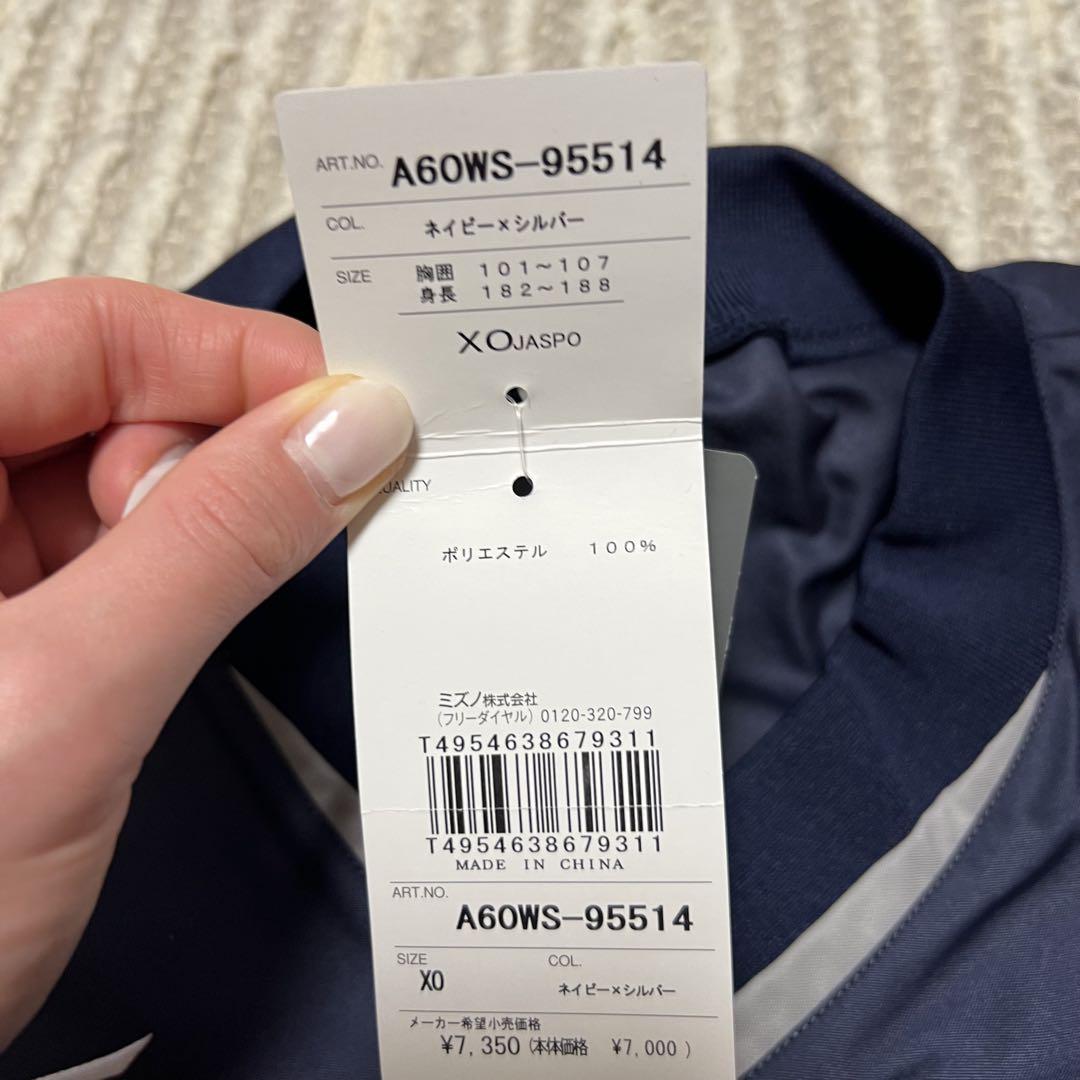 ART.NO. A60WS-95514
COL. ネイビー×シルバー
SIZE 胸囲 101~107
身長 182~188
XOJASPO
UALITY
ポリエステル 100%
ミズノ株式会社
(フリーダイヤル) 0120-320-799
T4954638679311
T4954638679311
MADE IN CHINA
ART.NO.
A60WS-95514
SIZE COL.
XO ネイビー×シルバー
メーカー希望小売価格
¥7,350 (本体価格 ¥7,000)